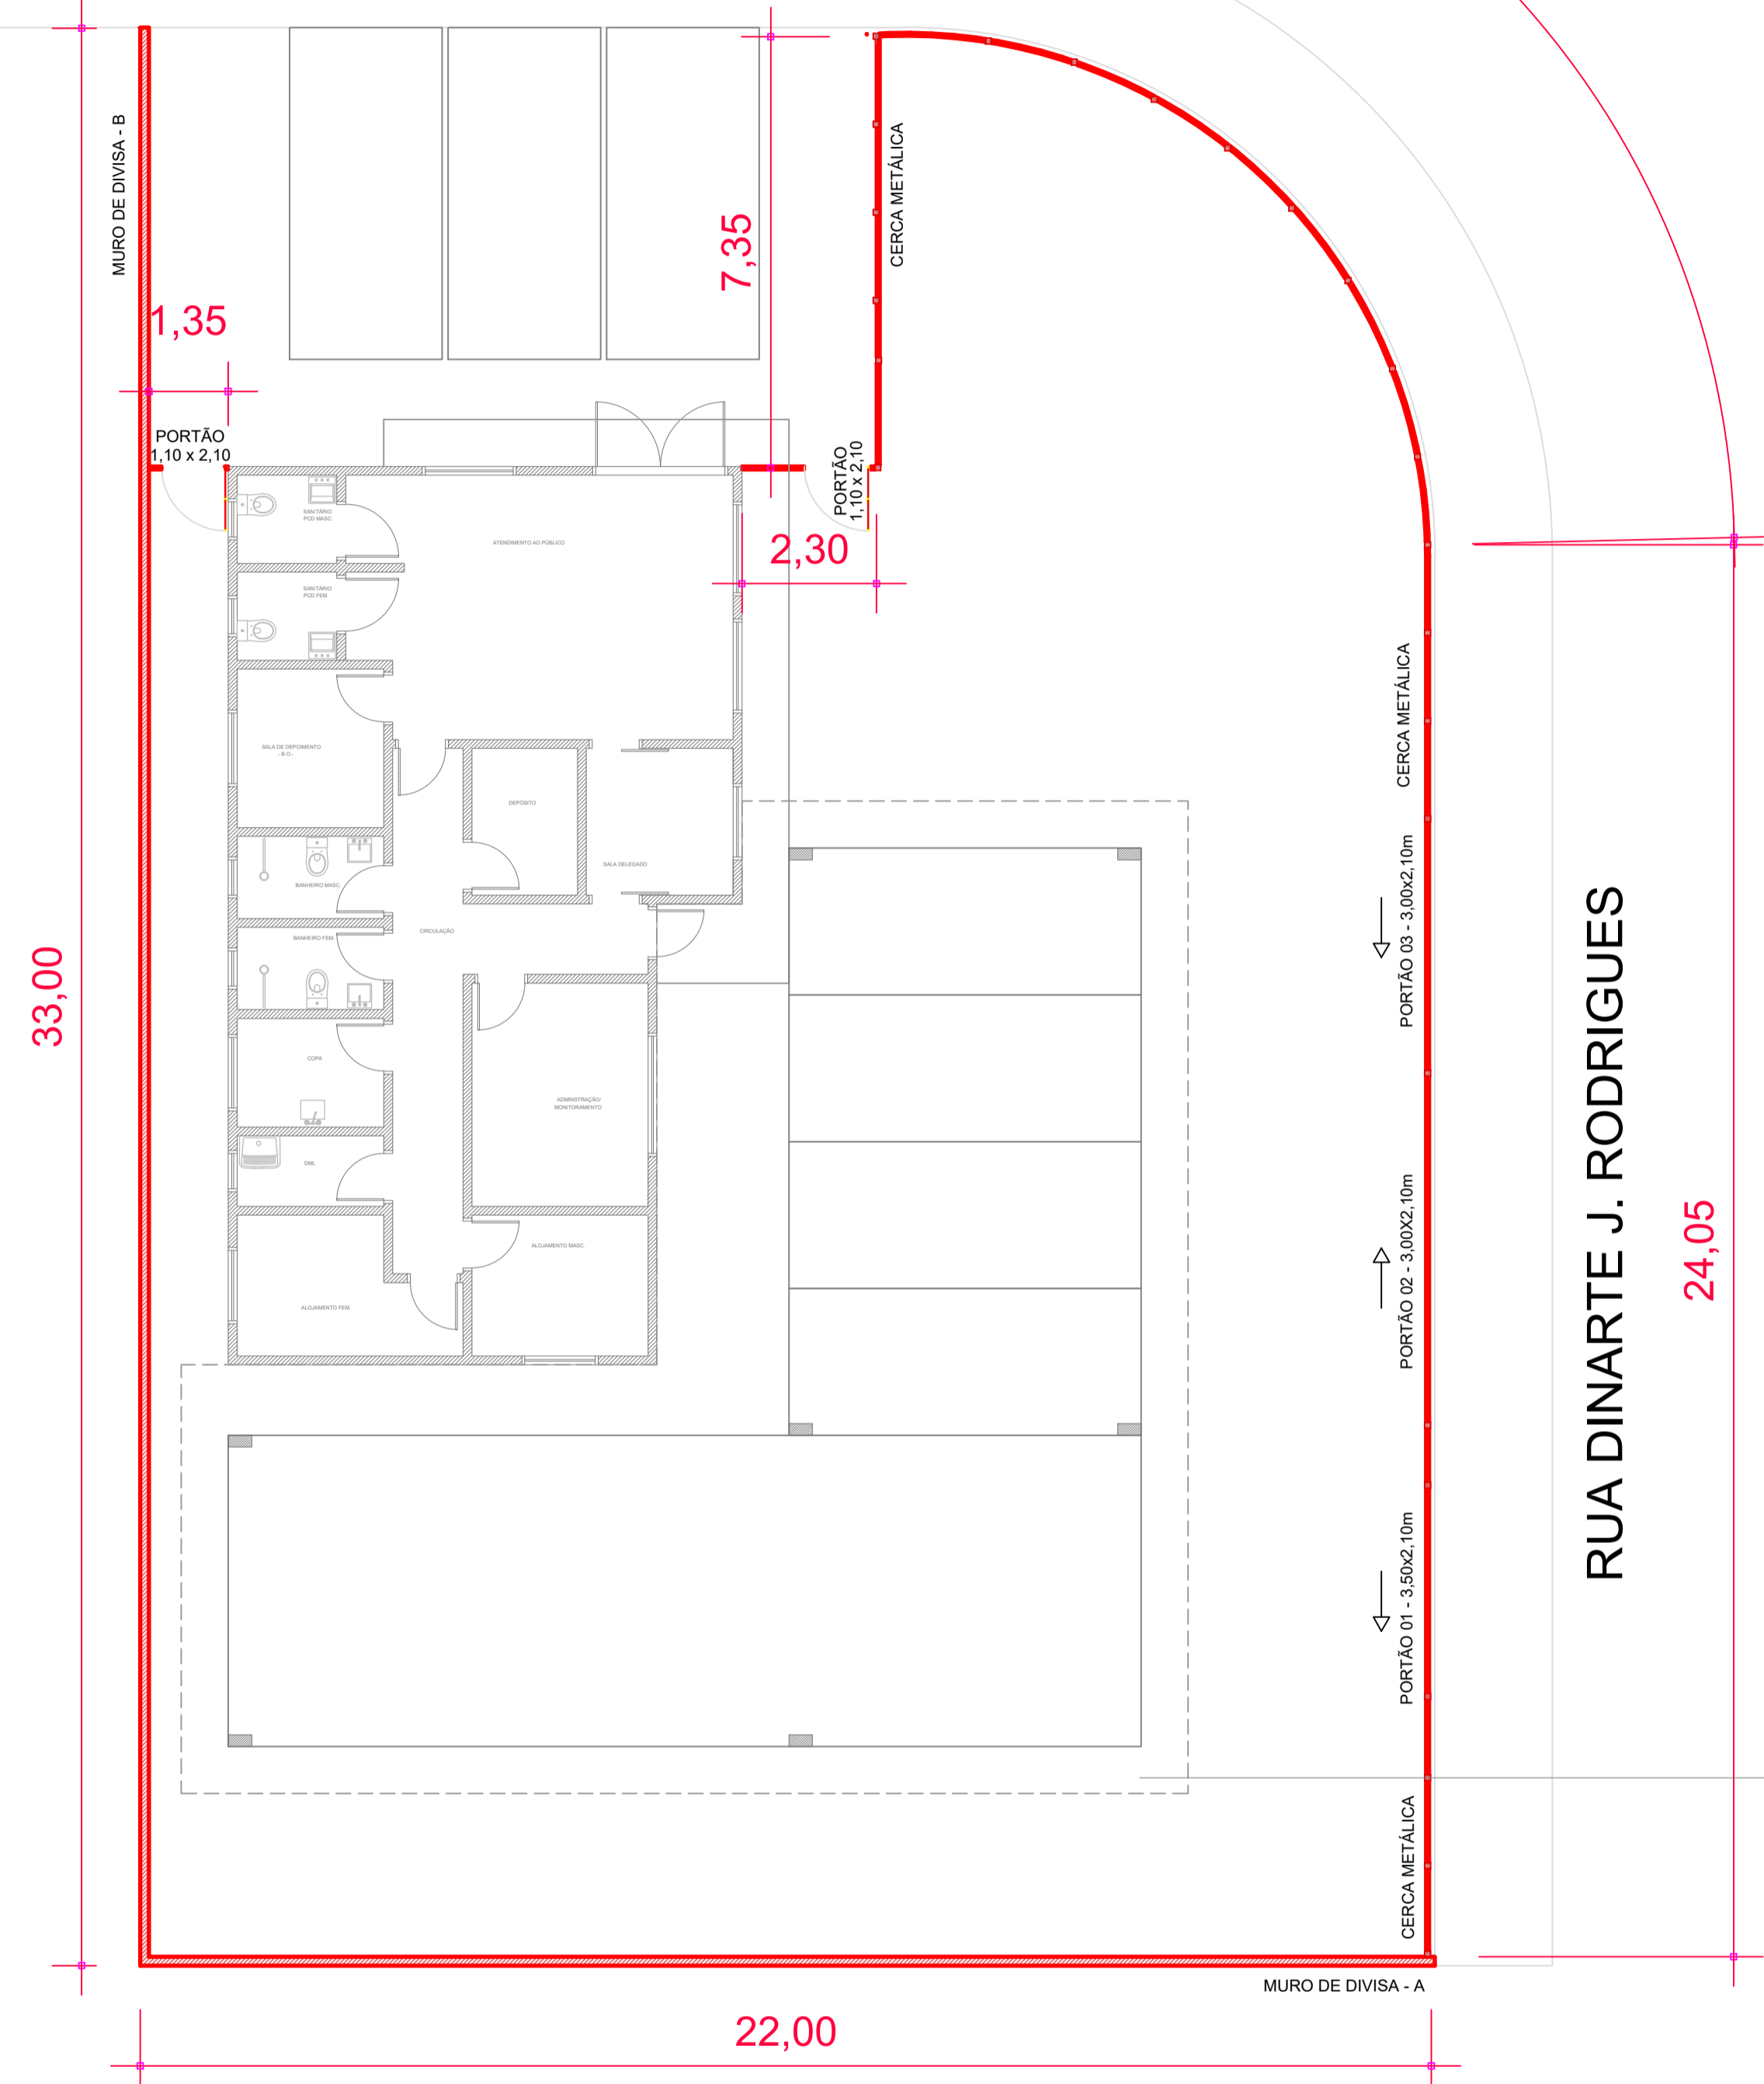 MURO DE DIVISA - B
CERCA METÁLICA
7,35
1,35
PORTÃO
1,10 x 2,10
PORTÃO
1,10 x 2,10
SANITÁRIO
PCD MASC.
ATENDIMENTO AO PÚBLICO
2,30
SANITÁRIO
PCD FEM.
CERCA METÁLICA
SALA DE DEPOIMENTO
- B.O.-
DEPÓSITO
SALA DELEGADO
BANHEIRO MASC.
PORTÃO 03 - 3,00x2,10m
CIRCULAÇÃO
BANHEIRO FEM.
33,00
RUA DINARTE J. RODRIGUES
COPA
ADMINISTRAÇÃO/
MONITORAMENTO
DML
ALOJAMENTO MASC.
PORTÃO 02 - 3,00X2,10m
24,05
ALOJAMENTO FEM.
PORTÃO 01 - 3,50x2,10m
CERCA METÁLICA
MURO DE DIVISA - A
22,00